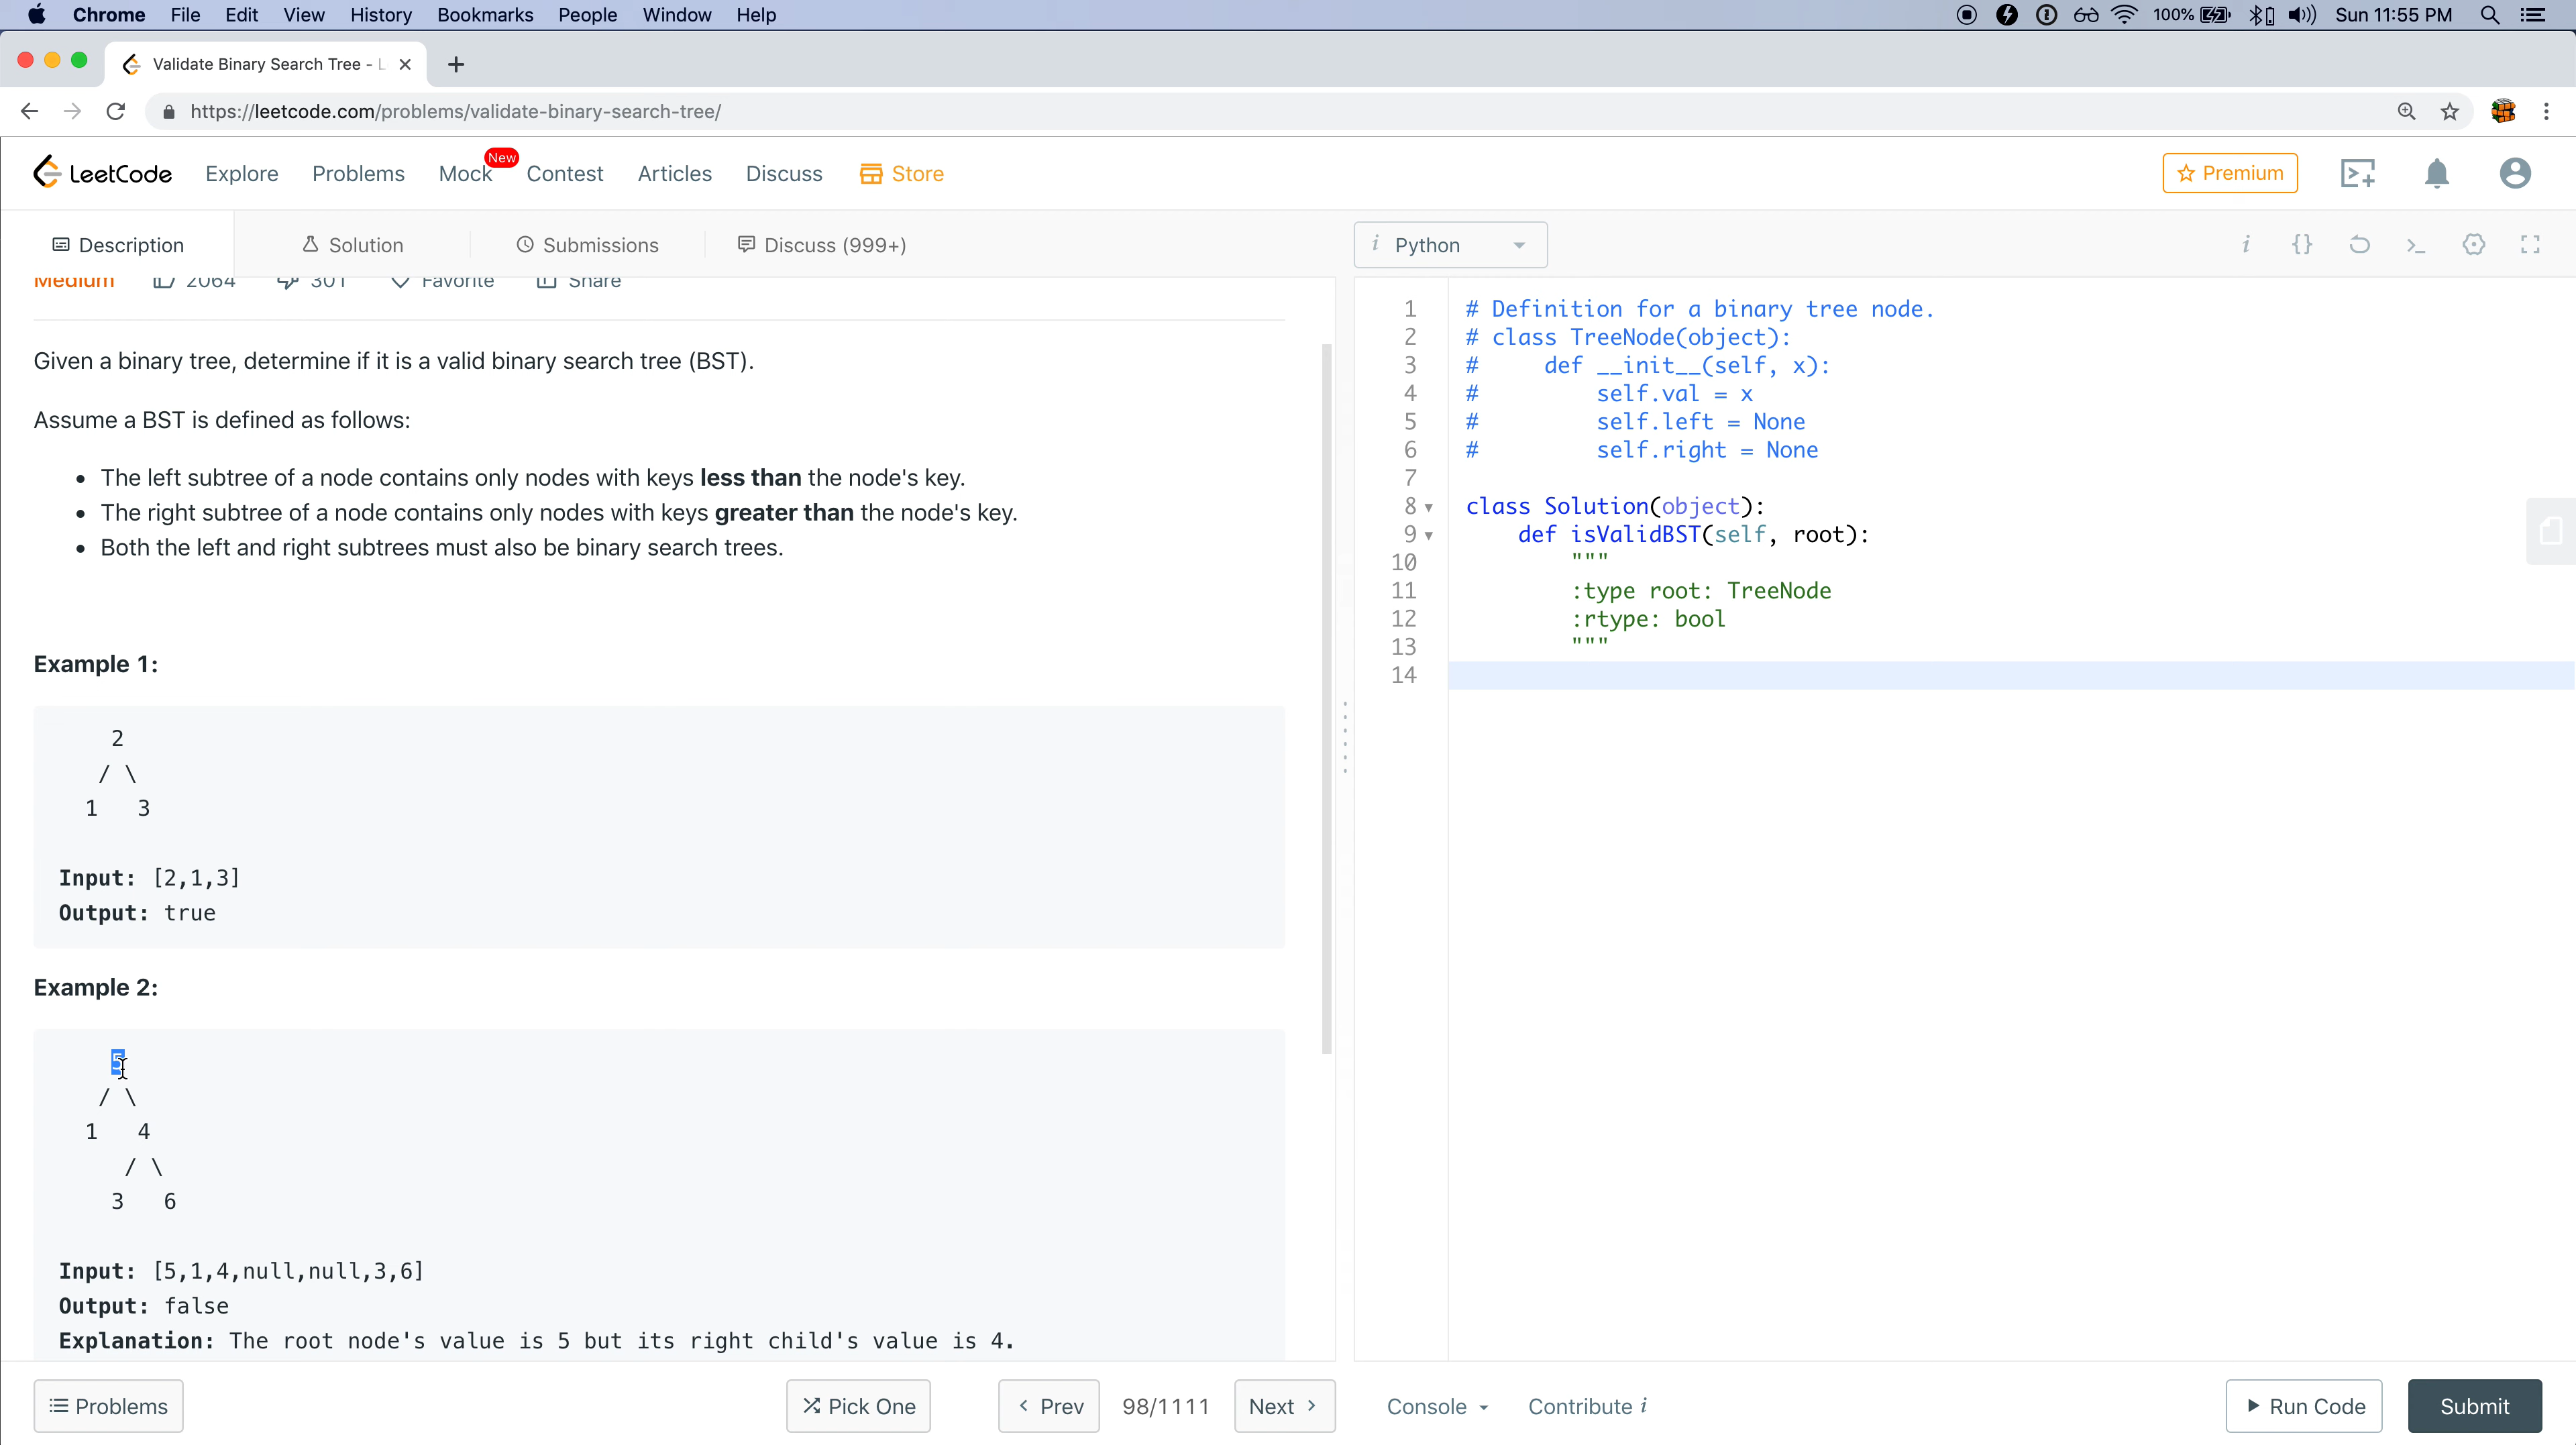 Chrome File Edit View History Bookmarks People Window Help 100% Sun 11:55 PM
Validate Binary Search Tree - L
https://leetcode.com/problems/validate-binary-search-tree/
LeetCode Explore Problems Mock New Contest Articles Discuss Store Premium
Description Solution Submissions Discuss (999+)
Medium 2064 301 Favorite Share
Given a binary tree, determine if it is a valid binary search tree (BST).
Assume a BST is defined as follows:
• The left subtree of a node contains only nodes with keys less than the node's key.
• The right subtree of a node contains only nodes with keys greater than the node's key.
• Both the left and right subtrees must also be binary search trees.
Example 1:
2
/ \
1 3
Input: [2,1,3]
Output: true
Example 2:
5
/ \
1 4
/ \
3 6
Input: [5,1,4,null,null,3,6]
Output: false
Explanation: The root node's value is 5 but its right child's value is 4.
Problems Pick One Prev 98/1111 Next
i Python
i {}
1 # Definition for a binary tree node.
2 # class TreeNode(object):
3 #     def __init__(self, x):
4 #         self.val = x
5 #         self.left = None
6 #         self.right = None
7
8 class Solution(object):
9     def isValidBST(self, root):
10         """
11         :type root: TreeNode
12         :rtype: bool
13         """
14
Console Contribute i Run Code Submit